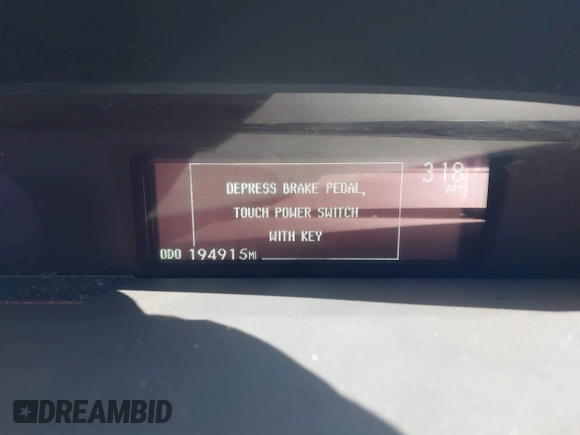 318
AM
DEPRESS BRAKE PEDAL,
TOUCH POWER SWITCH
WITH KEY
ODO 194915MI
DREAMBID